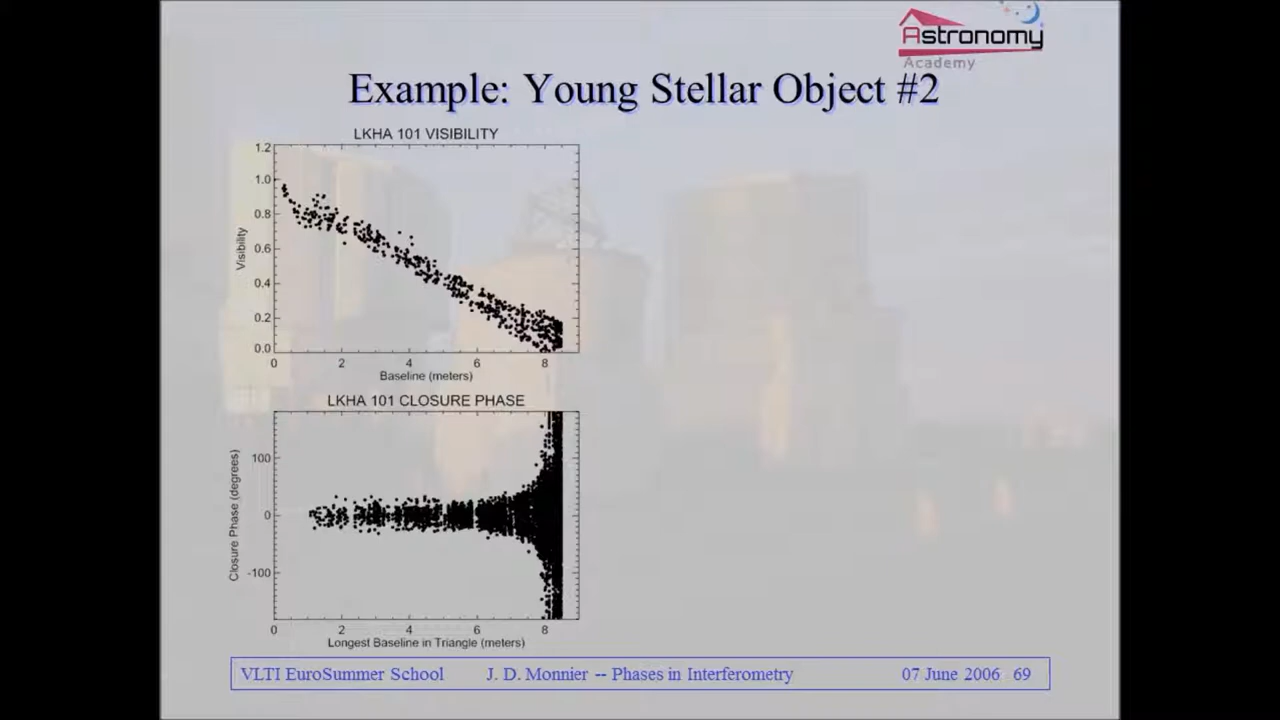 Astronomy
Academy
Example: Young Stellar Object #2
LKHA 101 VISIBILITY
1.2
1.0
0.8
0.6
0.4
0.2
0.0
Visibility
0 2 4 6 8
Baseline (meters)
LKHA 101 CLOSURE PHASE
100
0
-100
Closure Phase (degrees)
0 2 4 6 8
Longest Baseline in Triangle (meters)
VLTI EuroSummer School J. D. Monnier -- Phases in Interferometry 07 June 2006 69